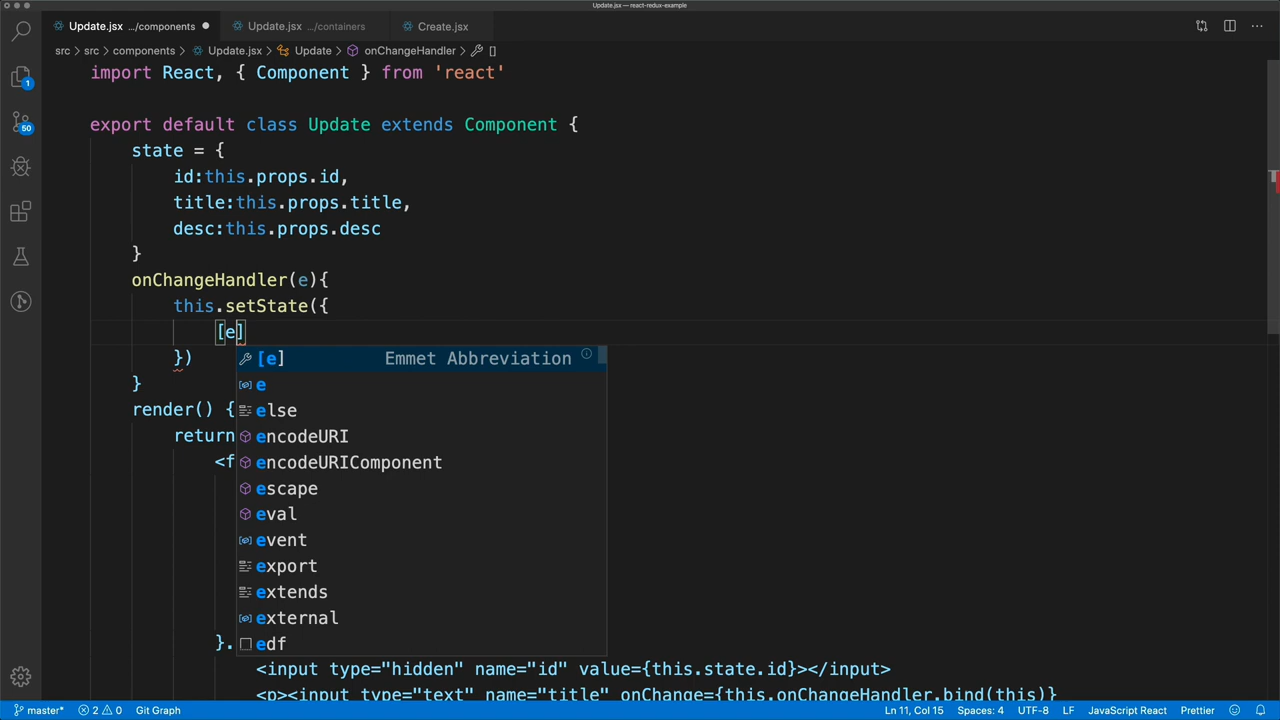 Update.jsx — react-redux-example
Update.jsx .../components
Update.jsx .../containers
Create.jsx
src > src > components > Update.jsx > Update > onChangeHandler > []
import React, { Component } from 'react'
export default class Update extends Component {
state = {
id:this.props.id,
title:this.props.title,
desc:this.props.desc
}
onChangeHandler(e){
this.setState({
[e]
})
}
render() {
return
<f
}.
<input type="hidden" name="id" value={this.state.id}></input>
<p><input type="text" name="title" onChange={this.onChangeHandler.bind(this)}
[e] Emmet Abbreviation
e
else
encodeURI
encodeURIComponent
escape
eval
event
export
extends
external
edf
1
50
master* 2 0 Git Graph
Ln 11, Col 15 Spaces: 4 UTF-8 LF JavaScript React Prettier